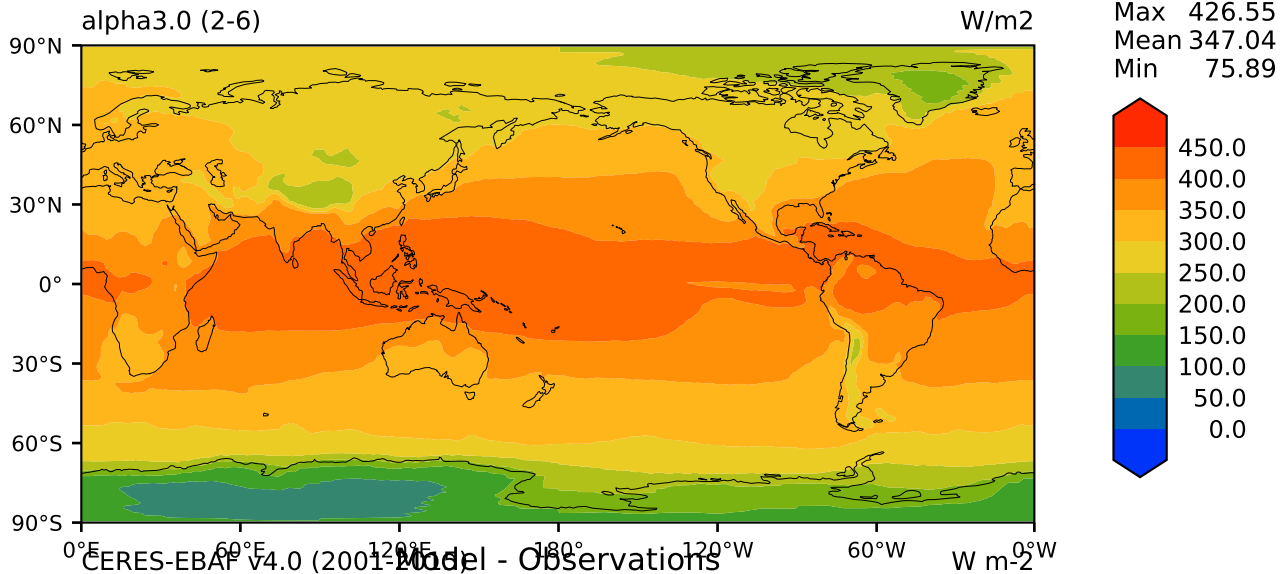 alpha3.0 (2-6) W/m2
Max 426.55
Mean 347.04
Min 75.89
90°N
60°N
30°N
0°
30°S
60°S
90°S
0°E 60°E 120°E 180° 120°W 60°W 0°W
450.0
400.0
350.0
300.0
250.0
200.0
150.0
100.0
50.0
0.0
CERES-EBAF v4.0 (2001-2015) Model - Observations W m-2